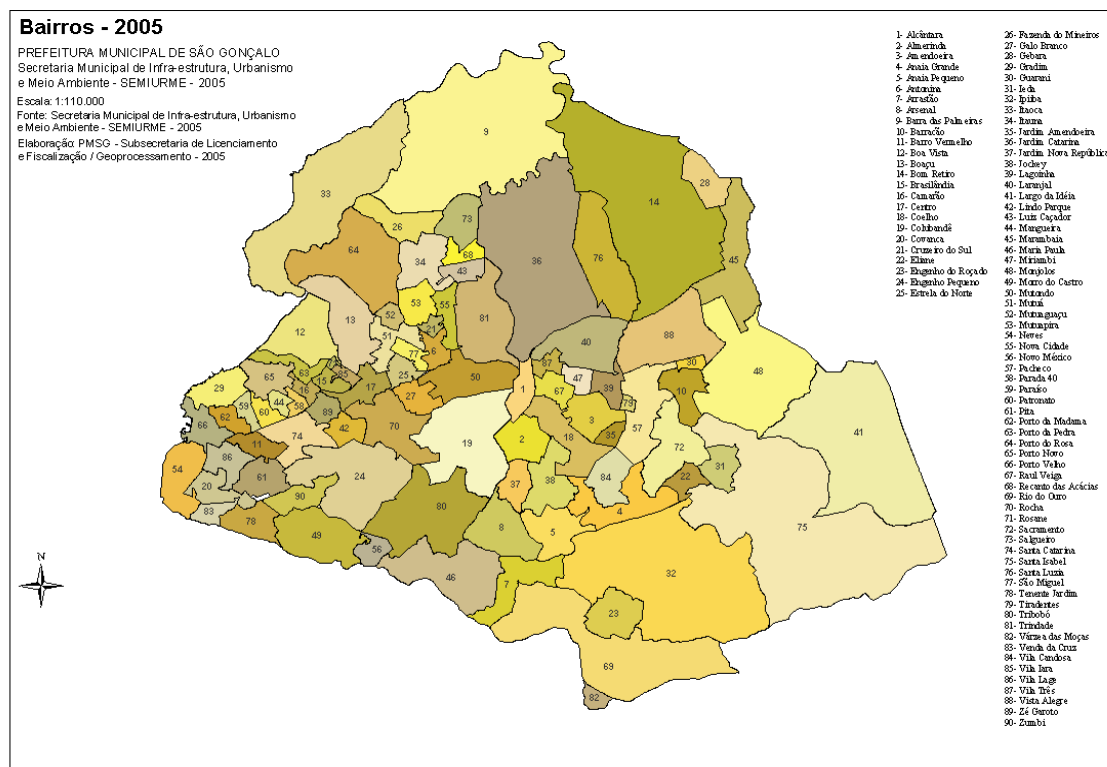 Bairros - 2005
PREFEITURA MUNICIPAL DE SÃO GONÇALO
Secretaria Municipal de Infra-estrutura, Urbanismo
e Meio Ambiente - SEMIURME - 2005
Escala: 1:110.000
Fonte: Secretaria Municipal de Infra-estrutura, Urbanismo
e Meio Ambiente - SEMIURME - 2005
Elaboração: PMSG - Subsecretaria de Licenciamento
e Fiscalização / Geoprocessamento - 2005
1- Alcântara
2- Almerinda
3- Amendoeira
4- Anaia Grande
5- Anaia Pequeno
6- Antonina
7- Arrastão
8- Arsenal
9- Barra das Palmeiras
10- Barracão
11- Barro Vermelho
12- Boa Vista
13- Boaçu
14- Bom Retiro
15- Brasilândia
16- Camarão
17- Centro
18- Coelho
19- Colubandê
20- Covanca
21- Cruzeiro do Sul
22- Eliane
23- Engenho do Roçado
24- Engenho Pequeno
25- Estrela do Norte
26- Fazenda do Mineiros
27- Galo Branco
28- Gebara
29- Gradim
30- Guarani
31- Ieda
32- Ipiíba
33- Itaoca
34- Itaúna
35- Jardim Amendoeira
36- Jardim Catarina
37- Jardim Nova República
38- Jockey
39- Lagoinha
40- Laranjal
41- Largo da Idéia
42- Lindo Parque
43- Luiz Caçador
44- Mangueira
45- Marambaia
46- Maria Paula
47- Miriambi
48- Monjolos
49- Morro do Castro
50- Mutondo
51- Mutuá
52- Mutuaguaçu
53- Mutuapira
54- Neves
55- Nova Cidade
56- Novo México
57- Pacheco
58- Parada 40
59- Paraíso
60- Patronato
61- Pita
62- Porto da Madama
63- Porto da Pedra
64- Porto do Rosa
65- Porto Novo
66- Porto Velho
67- Raul Veiga
68- Recanto das Acácias
69- Rio do Ouro
70- Rocha
71- Rosane
72- Sacramento
73- Salgueiro
74- Santa Catarina
75- Santa Isabel
76- Santa Luzia
77- São Miguel
78- Tenente Jardim
79- Tiradentes
80- Tribobó
81- Trindade
82- Várzea das Moças
83- Venda da Cruz
84- Vila Candosa
85- Vila Iara
86- Vila Lage
87- Vila Três
88- Vista Alegre
89- Zé Garoto
90- Zumbi
9
33
73
26
28
14
64
34
68
43
36
76
45
53
55
52
21
81
13
51
77
6
12
40
88
48
63
65
15
85
17
25
50
87
30
29
16
47
39
10
1
67
27
59
60
44
58
89
79
62
66
42
70
3
57
11
74
35
41
19
2
18
72
86
54
61
24
38
84
31
20
37
22
90
83
78
80
4
49
8
5
75
56
46
7
32
23
69
82
N